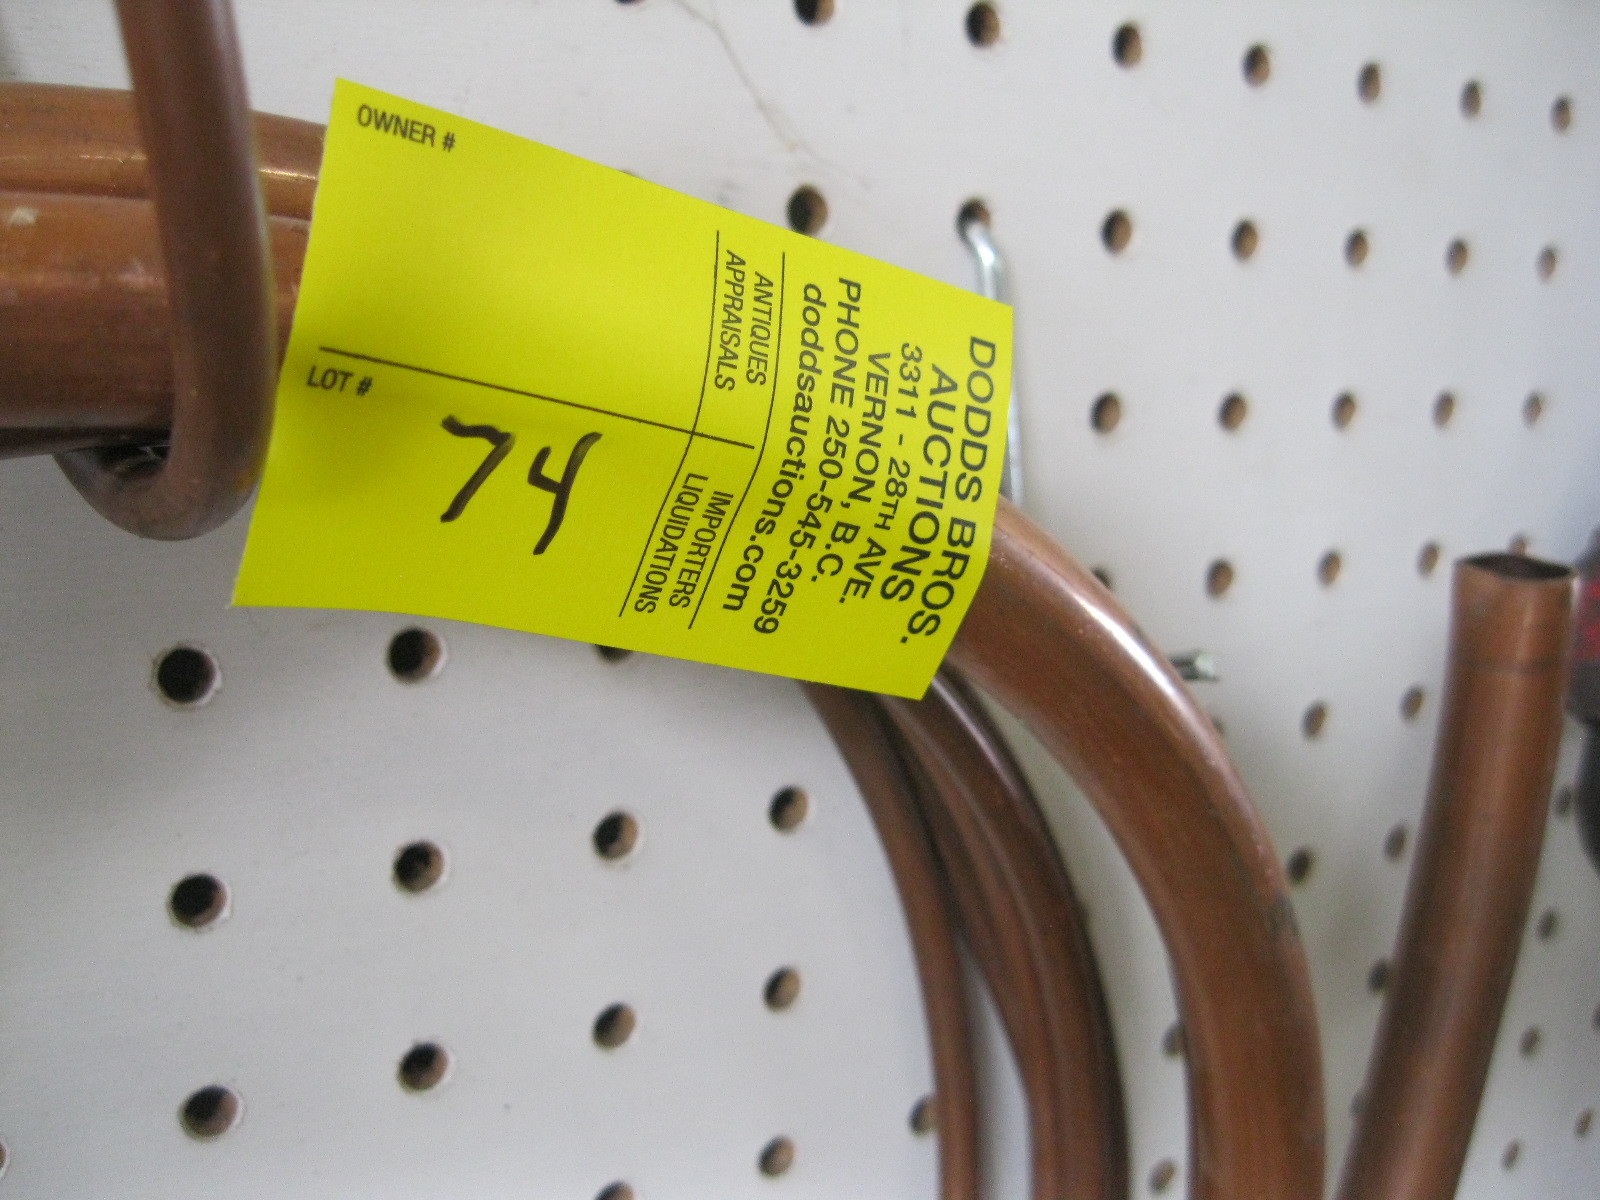 OWNER #
LOT #
74
ANTIQUES
APPRAISALS
IMPORTERS
LIQUIDATIONS
DODDS BROS.
AUCTIONS
3311 - 28TH AVE.
VERNON, B.C.
PHONE 250-545-3259
doddsauctions.com